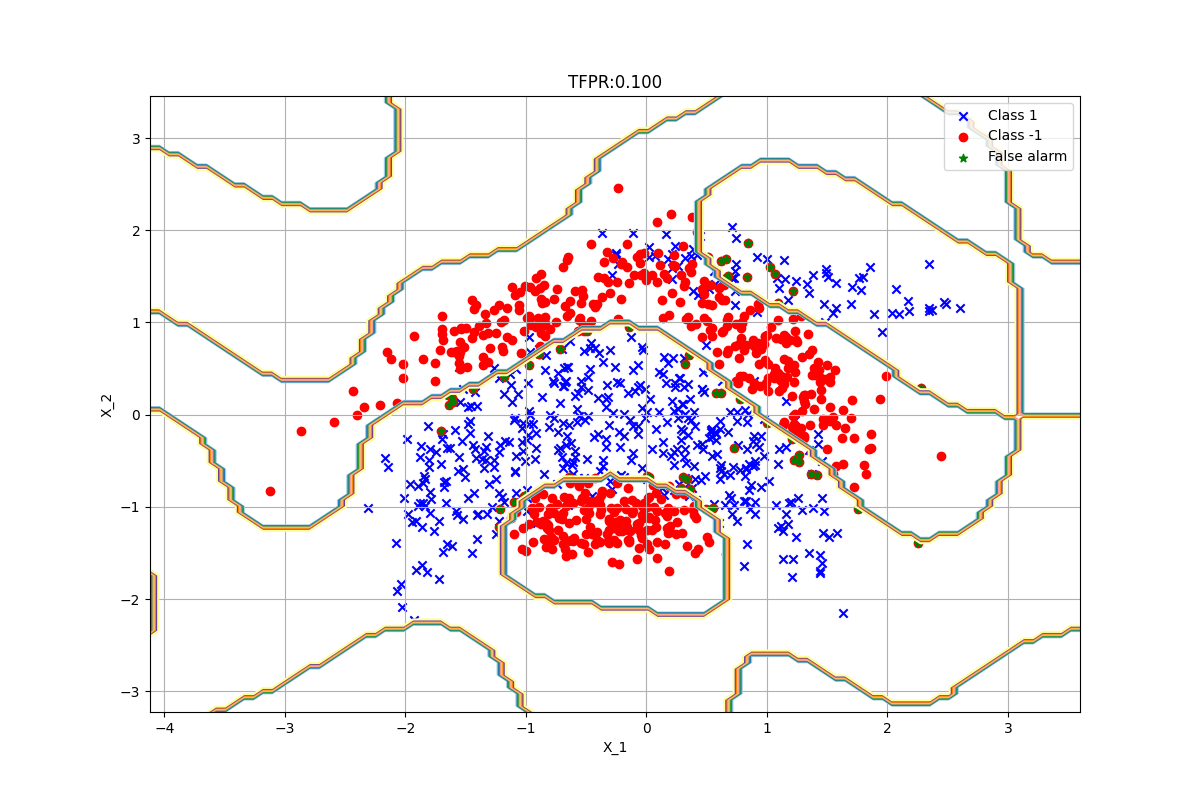 TFPR:0.100
Class 1
Class -1
False alarm
3
2
1
0
−1
−2
−3
X_2
−4 −3 −2 −1 0 1 2 3
X_1